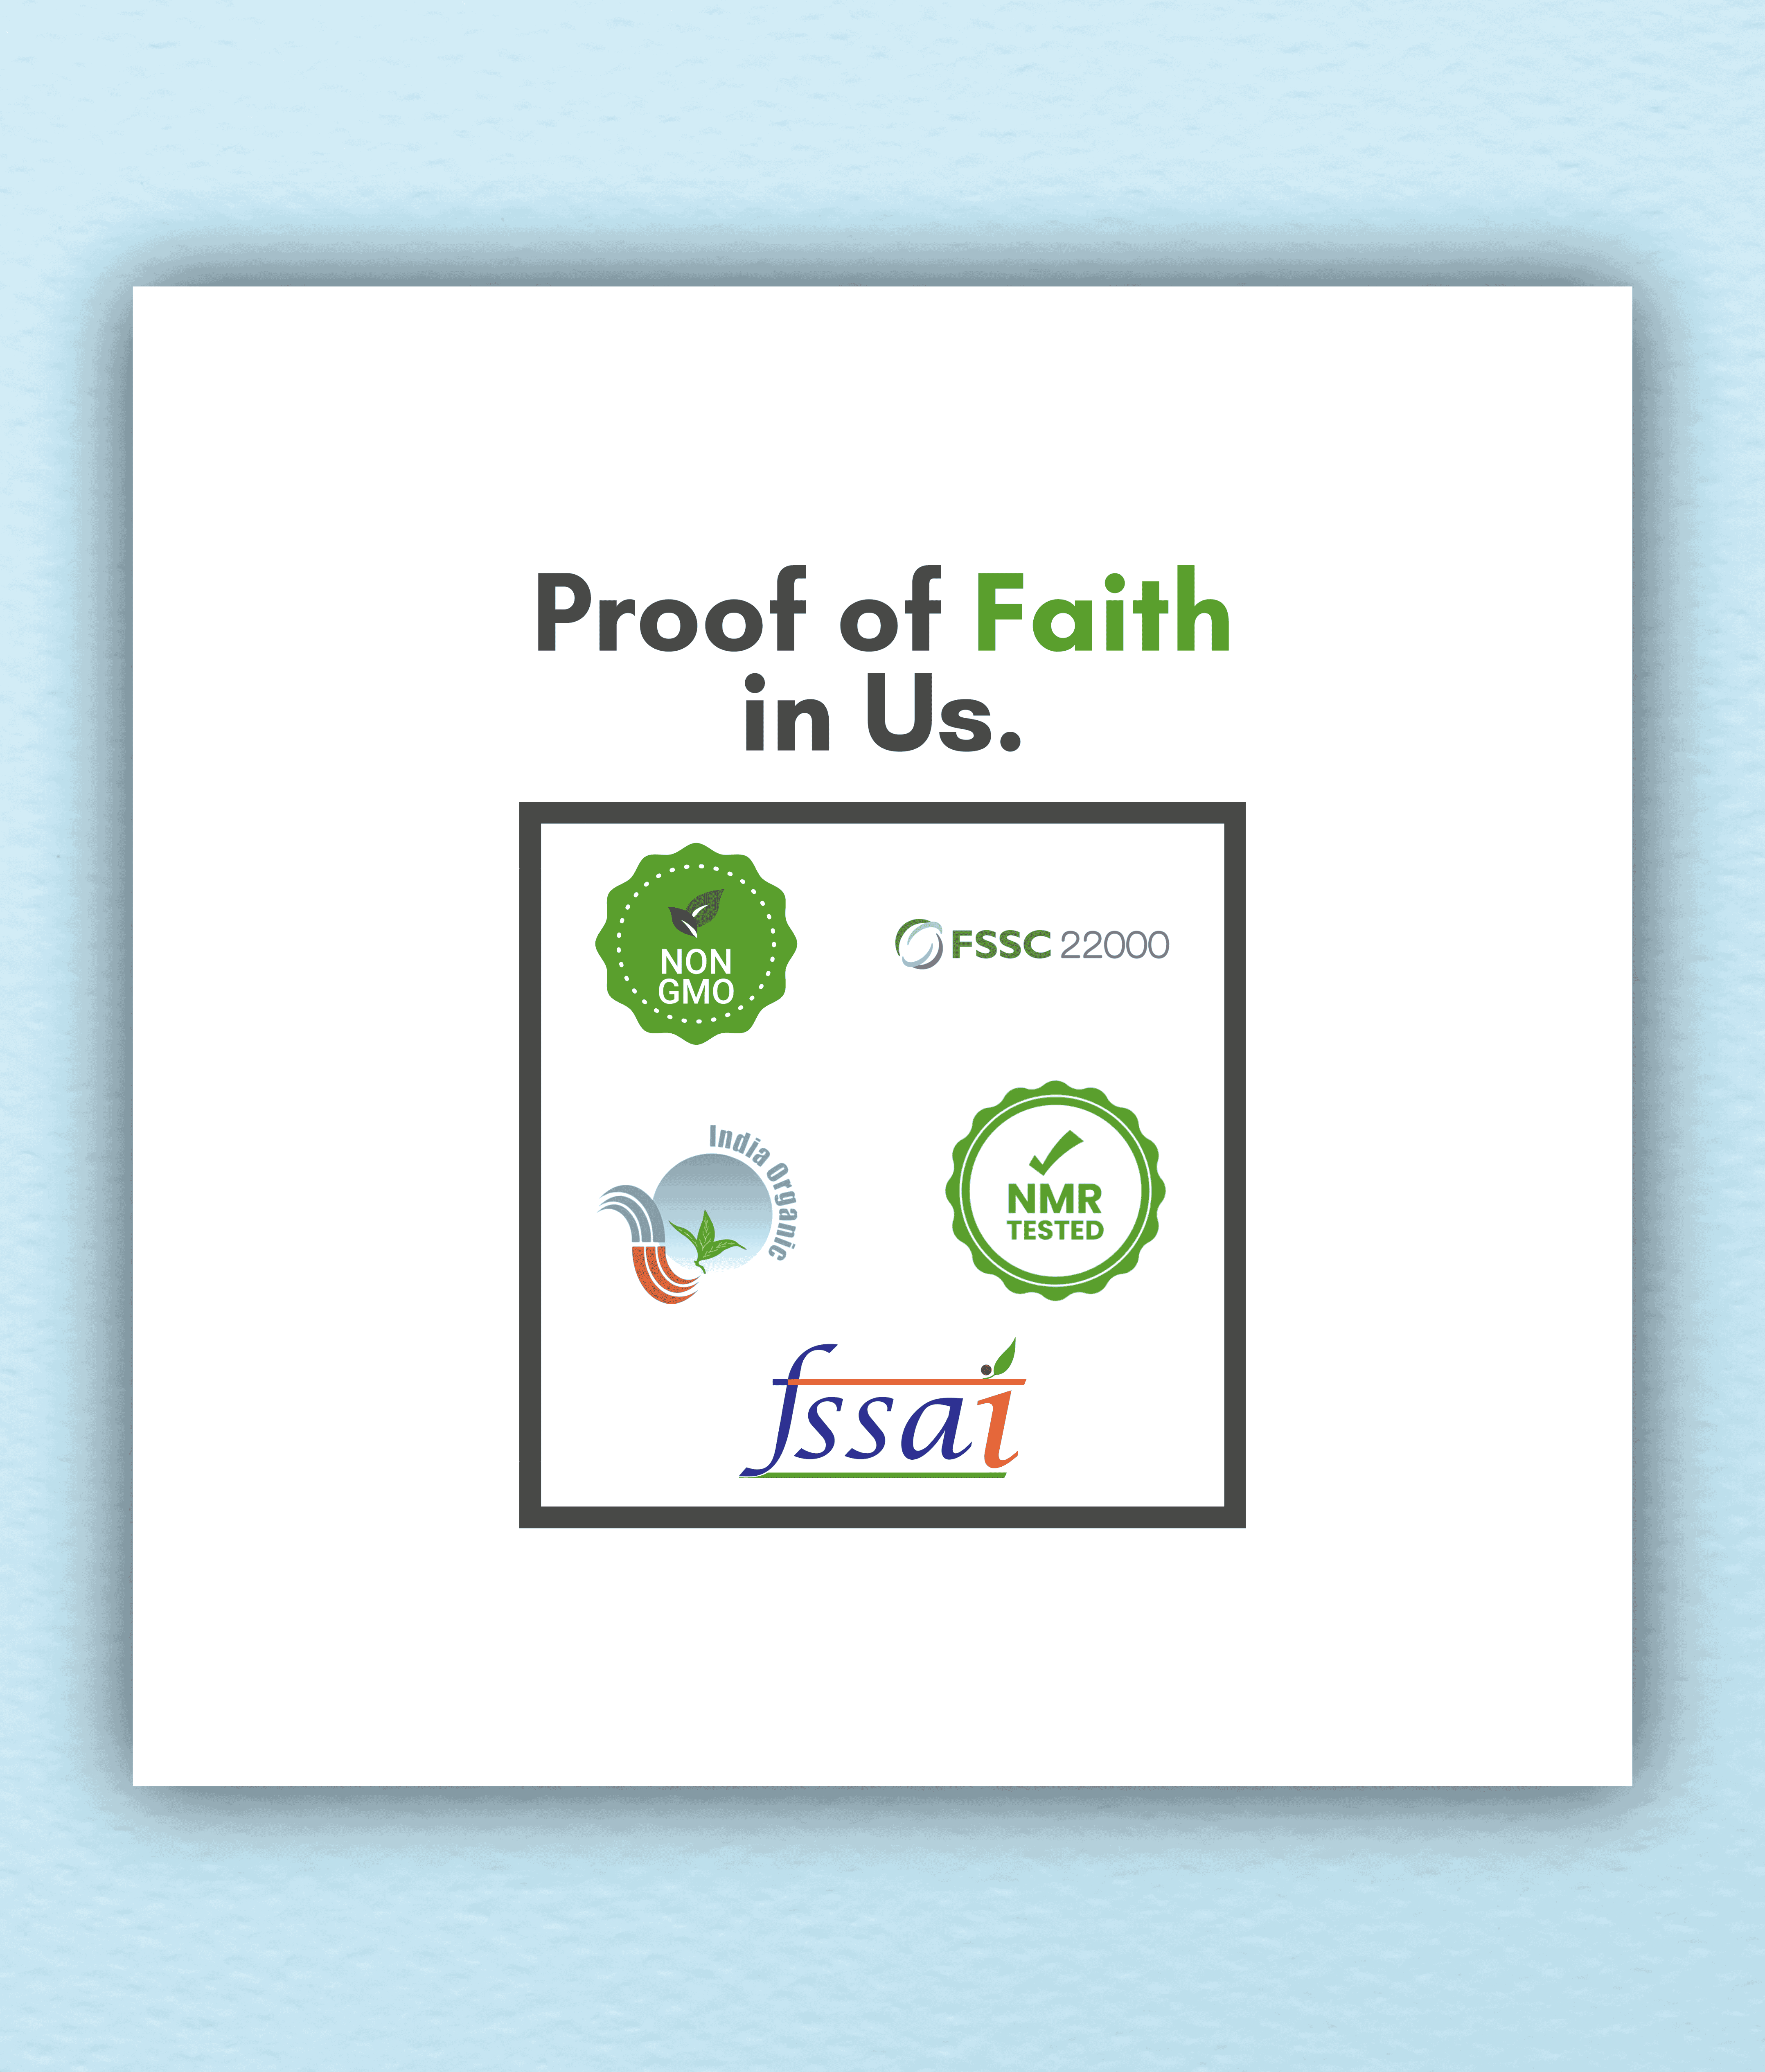 Proof of Faith
in Us.
NON
GMO
FSSC 22000
India Organic
NMR
TESTED
fssai